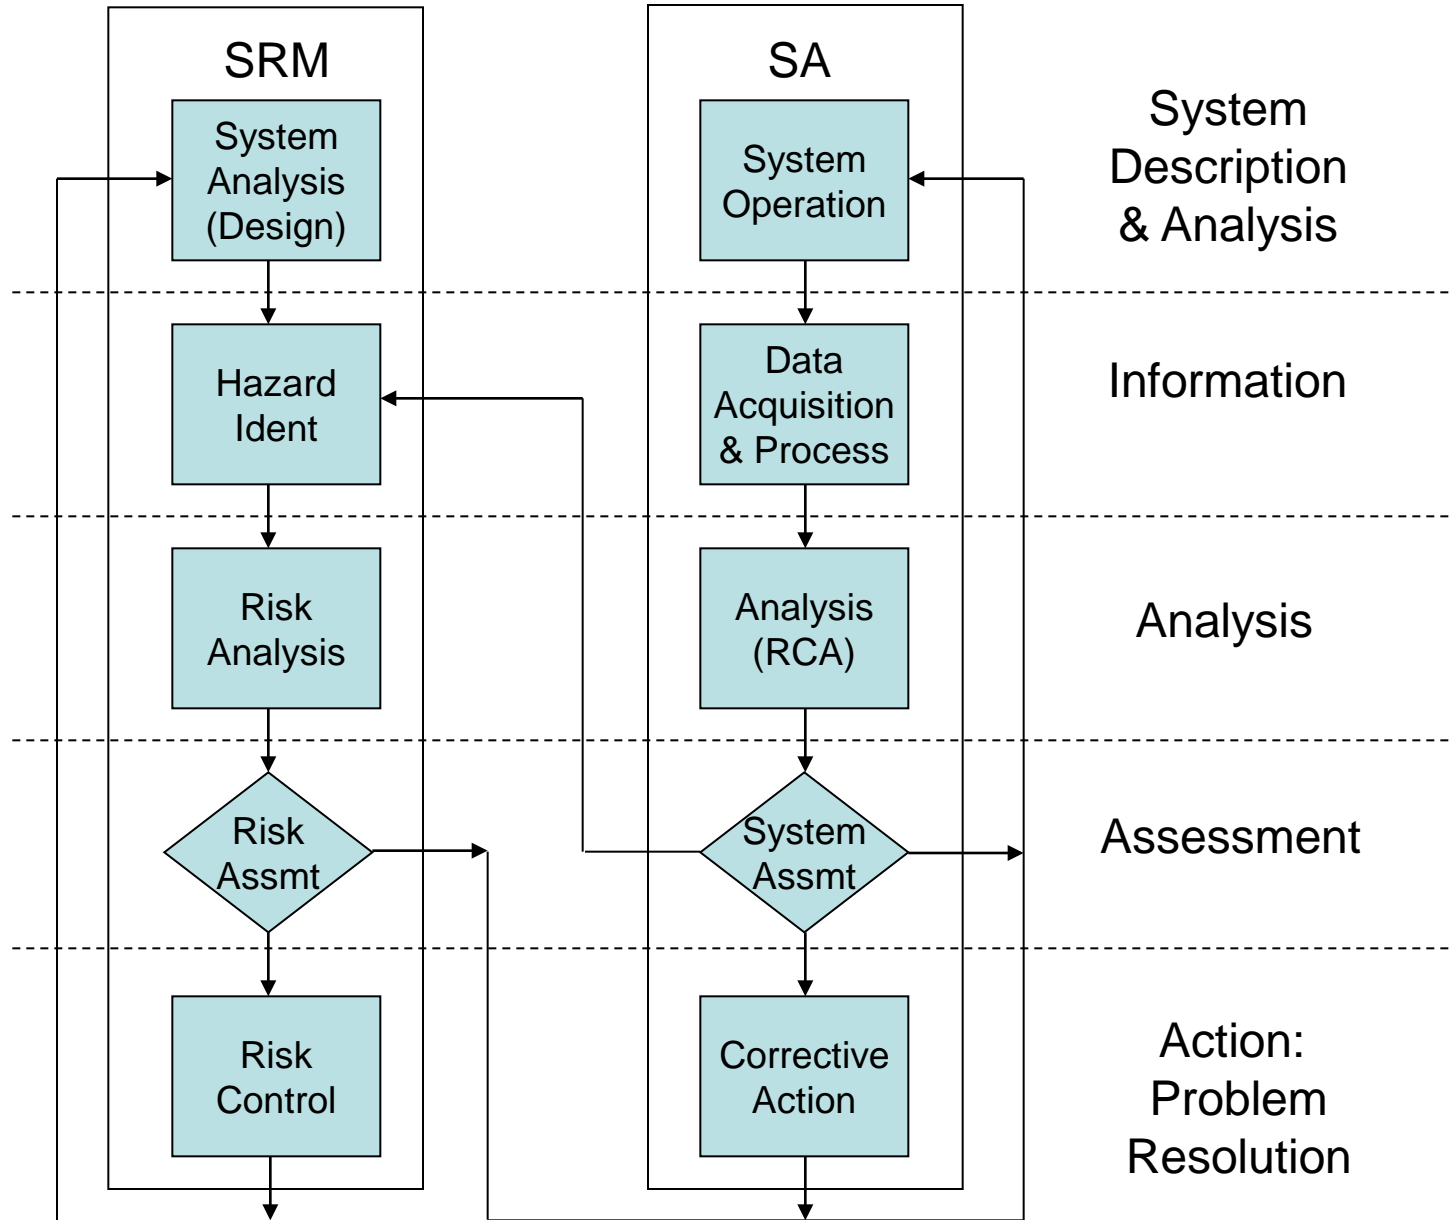 SRM
SA
System
Analysis
(Design)
System
Operation
System
Description
& Analysis
Hazard
Ident
Data
Acquisition
& Process
Information
Risk
Analysis
Analysis
(RCA)
Analysis
Risk
Assmt
System
Assmt
Assessment
Risk
Control
Corrective
Action
Action:
Problem
Resolution